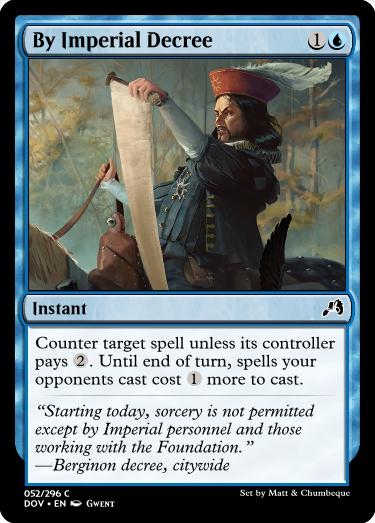 By Imperial Decree 1
Instant
Counter target spell unless its controller
pays 2. Until end of turn, spells your
opponents cast cost 1 more to cast.
“Starting today, sorcery is not permitted
except by Imperial personnel and those
working with the Foundation.”
—Berginon decree, citywide
052/296 C
DOV • EN Gwent
Set by Matt & Chumbeque